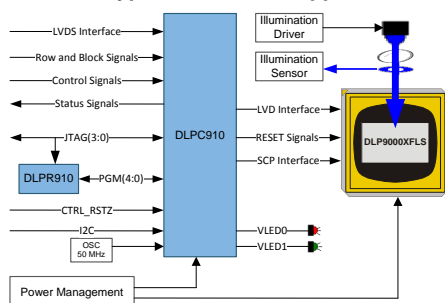 LVDS Interface
Row and Block Signals
Control Signals
Status Signals
JTAG(3:0)
DLPR910
PGM(4:0)
CTRL_RSTZ
I2C
OSC
50 MHz
Power Management
DLPC910
Illumination
Driver
Illumination
Sensor
LVD Interface
RESET Signals
SCP Interface
VLED0
VLED1
DLP9000XFLS